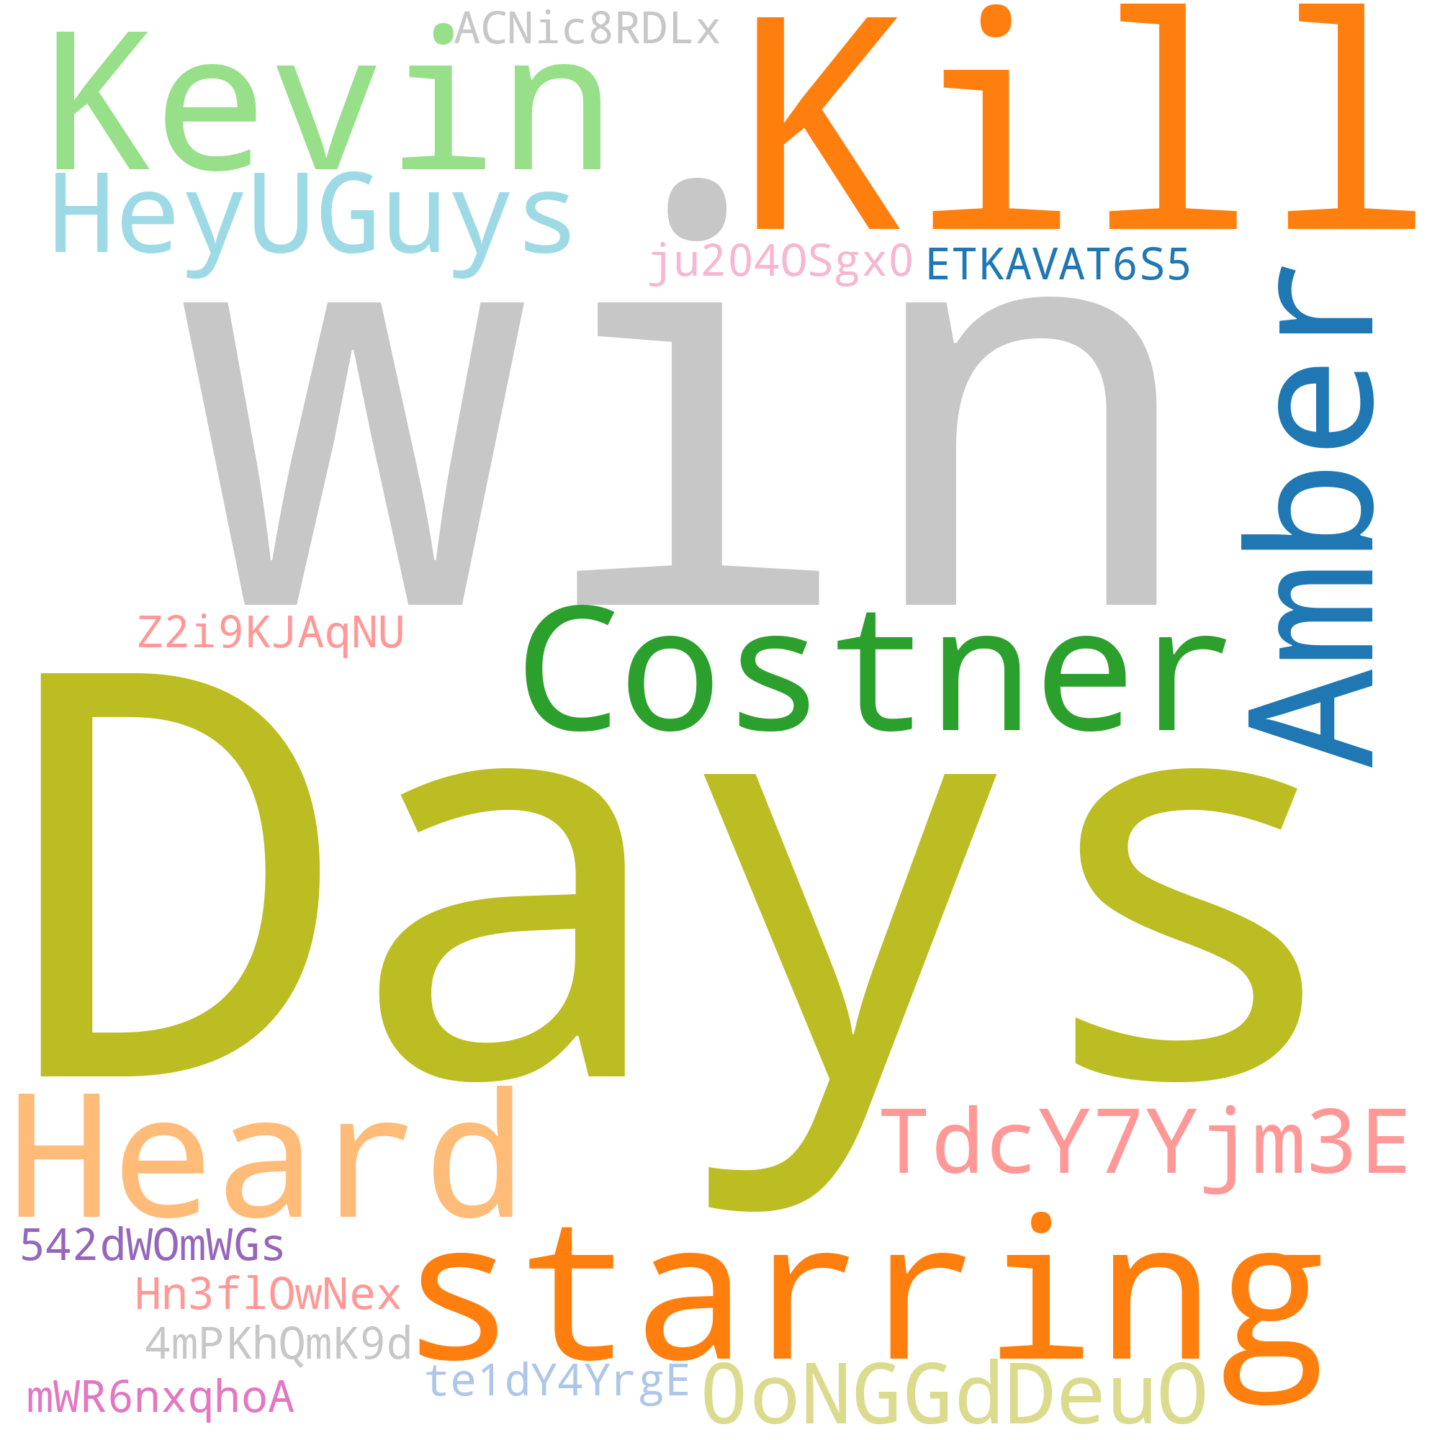 Kevin
ACNic8RDLx
Kill
HeyUGuys
ju204OSgx0
ETKAVAT6S5
win
Amber
Z2i9KJAqNU
Costner
Days
Heard
TdcY7Yjm3E
542dWOmWGs
starring
Hn3flOwNex
4mPKhQmK9d
te1dY4YrgE
0oNGGdDeuO
mWR6nxqhoA